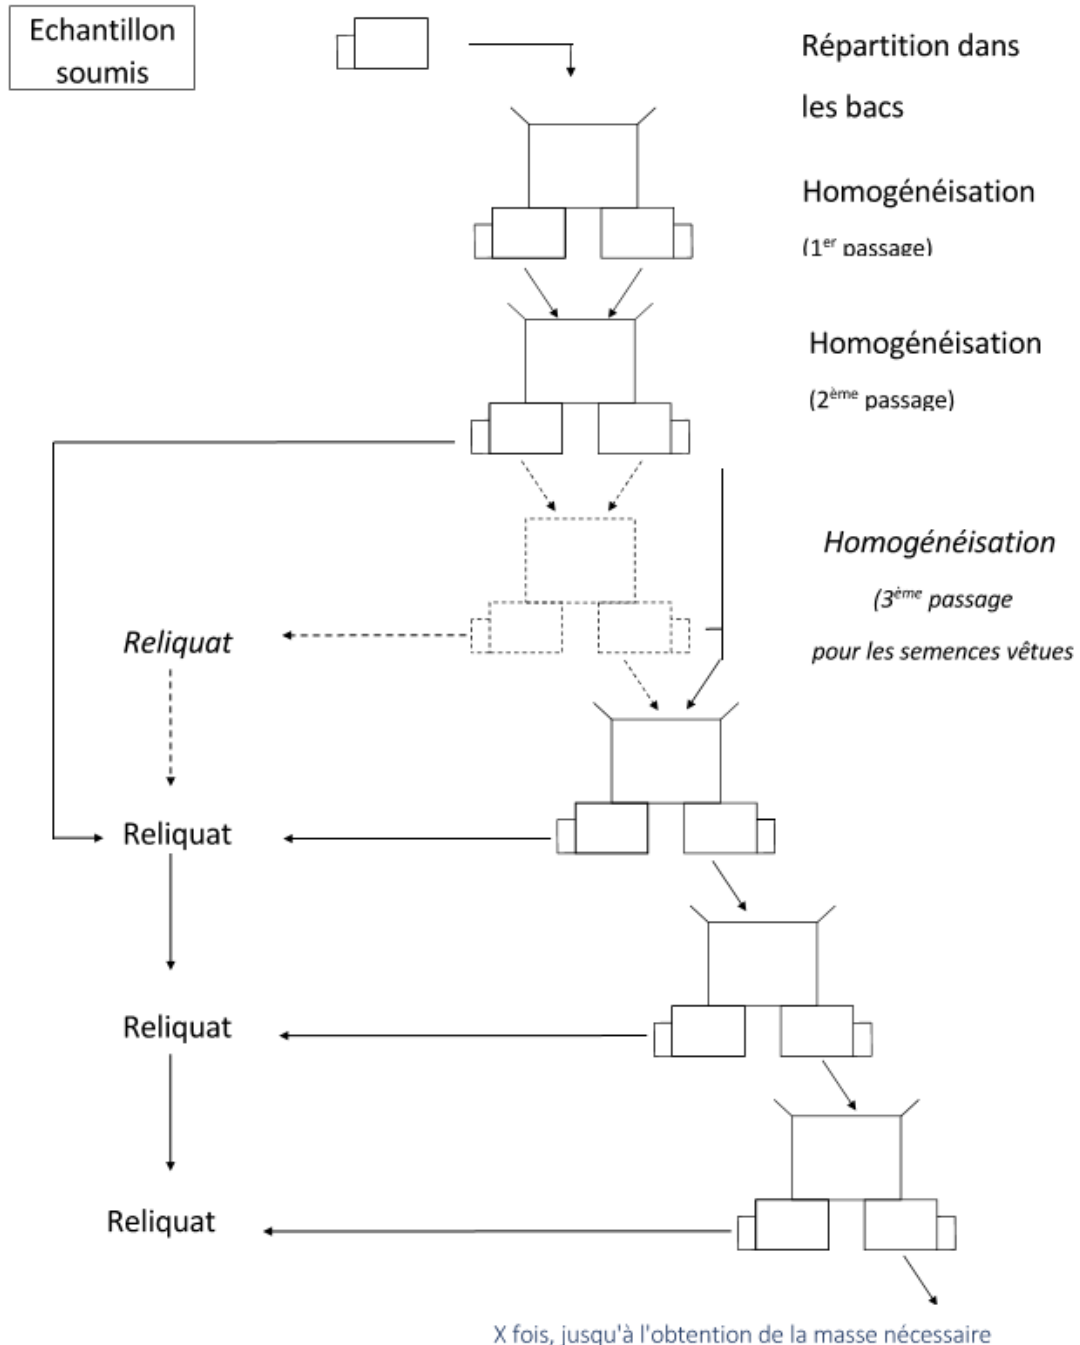 Echantillon
soumis
Répartition dans
les bacs
Homogénéisation
(1er passage)
Homogénéisation
(2ème passage)
Homogénéisation
(3ème passage
pour les semences vêtues
Reliquat
Reliquat
Reliquat
Reliquat
X fois, jusqu'à l'obtention de la masse nécessaire